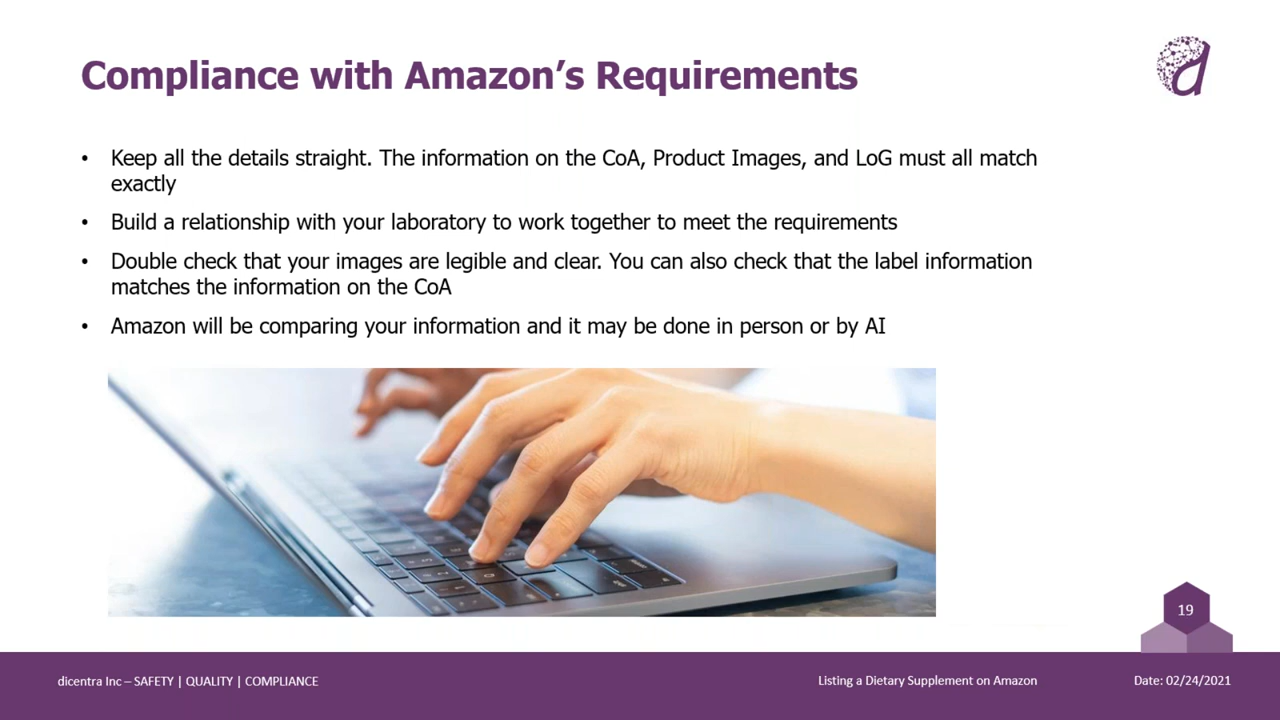 Compliance with Amazon’s Requirements
• Keep all the details straight. The information on the CoA, Product Images, and LoG must all match
exactly
• Build a relationship with your laboratory to work together to meet the requirements
• Double check that your images are legible and clear. You can also check that the label information
matches the information on the CoA
• Amazon will be comparing your information and it may be done in person or by AI
19
dicentra Inc – SAFETY | QUALITY | COMPLIANCE
Listing a Dietary Supplement on Amazon
Date: 02/24/2021